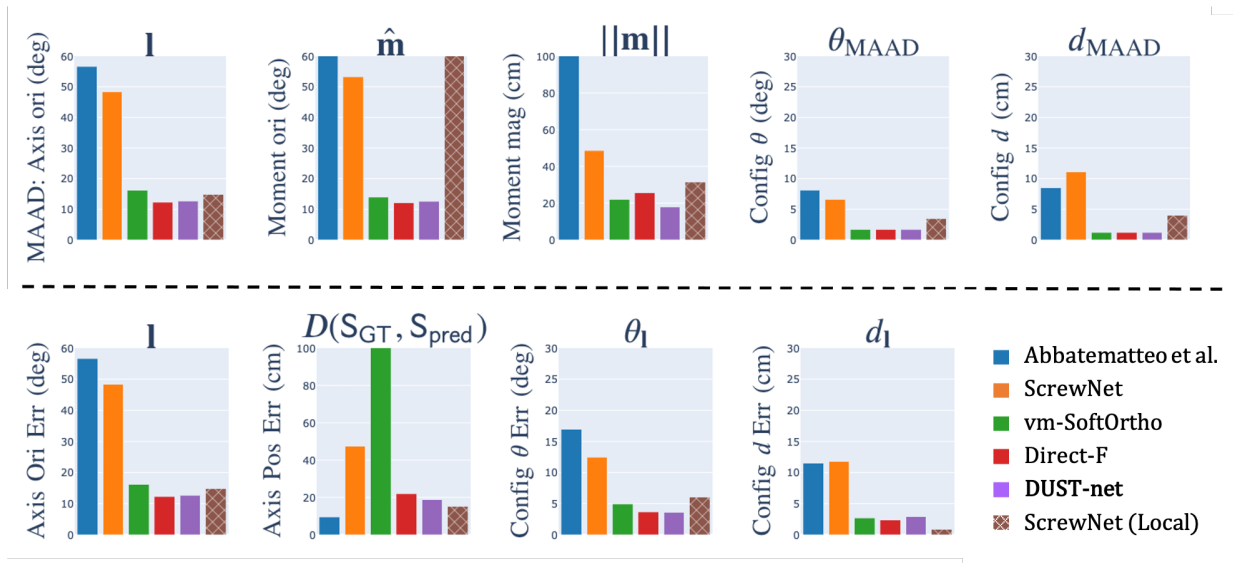 l
m̂
||m||
θMAAD
dMAAD
MAAD: Axis ori (deg)
60
50
40
30
20
10
0
Moment ori (deg)
60
50
40
30
20
10
0
Moment mag (cm)
100
80
60
40
20
0
Config θ (deg)
30
25
20
15
10
5
0
Config d (cm)
30
25
20
15
10
5
0
l
D(SGT, Spred)
θl
dl
Axis Ori Err (deg)
60
50
40
30
20
10
0
Axis Pos Err (cm)
100
80
60
40
20
0
Config θ Err (deg)
30
25
20
15
10
5
0
Config d Err (cm)
30
25
20
15
10
5
0
Abbatematteo et al.
ScrewNet
vm-SoftOrtho
Direct-F
DUST-net
ScrewNet (Local)